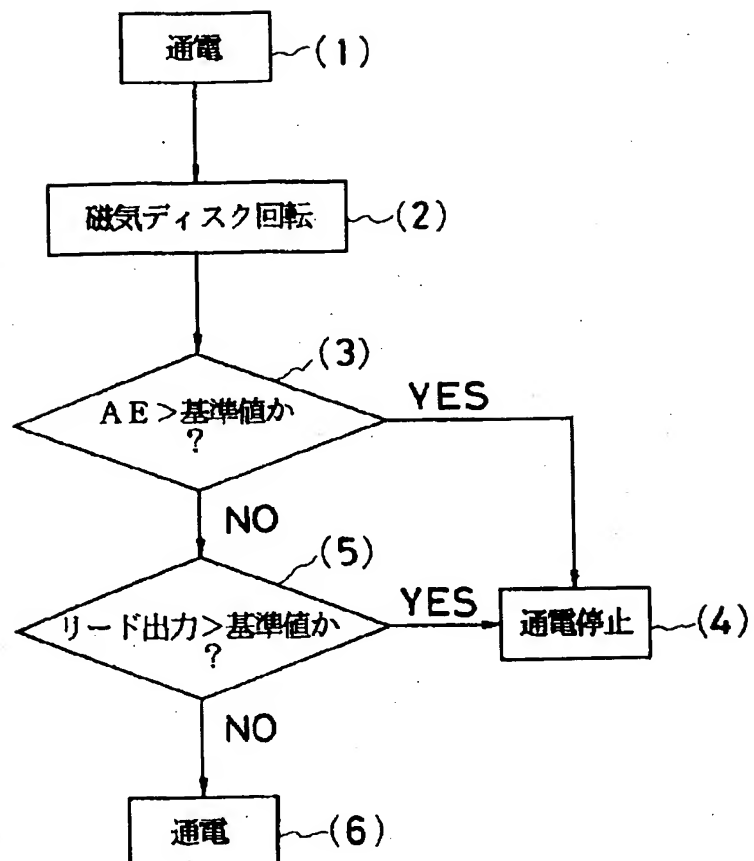 通電 (1)
磁気ディスク回転 (2)
(3)
AE>基準値か
?
YES
NO
(5)
リード出力>基準値か
?
YES
通電停止 (4)
NO
通電 (6)